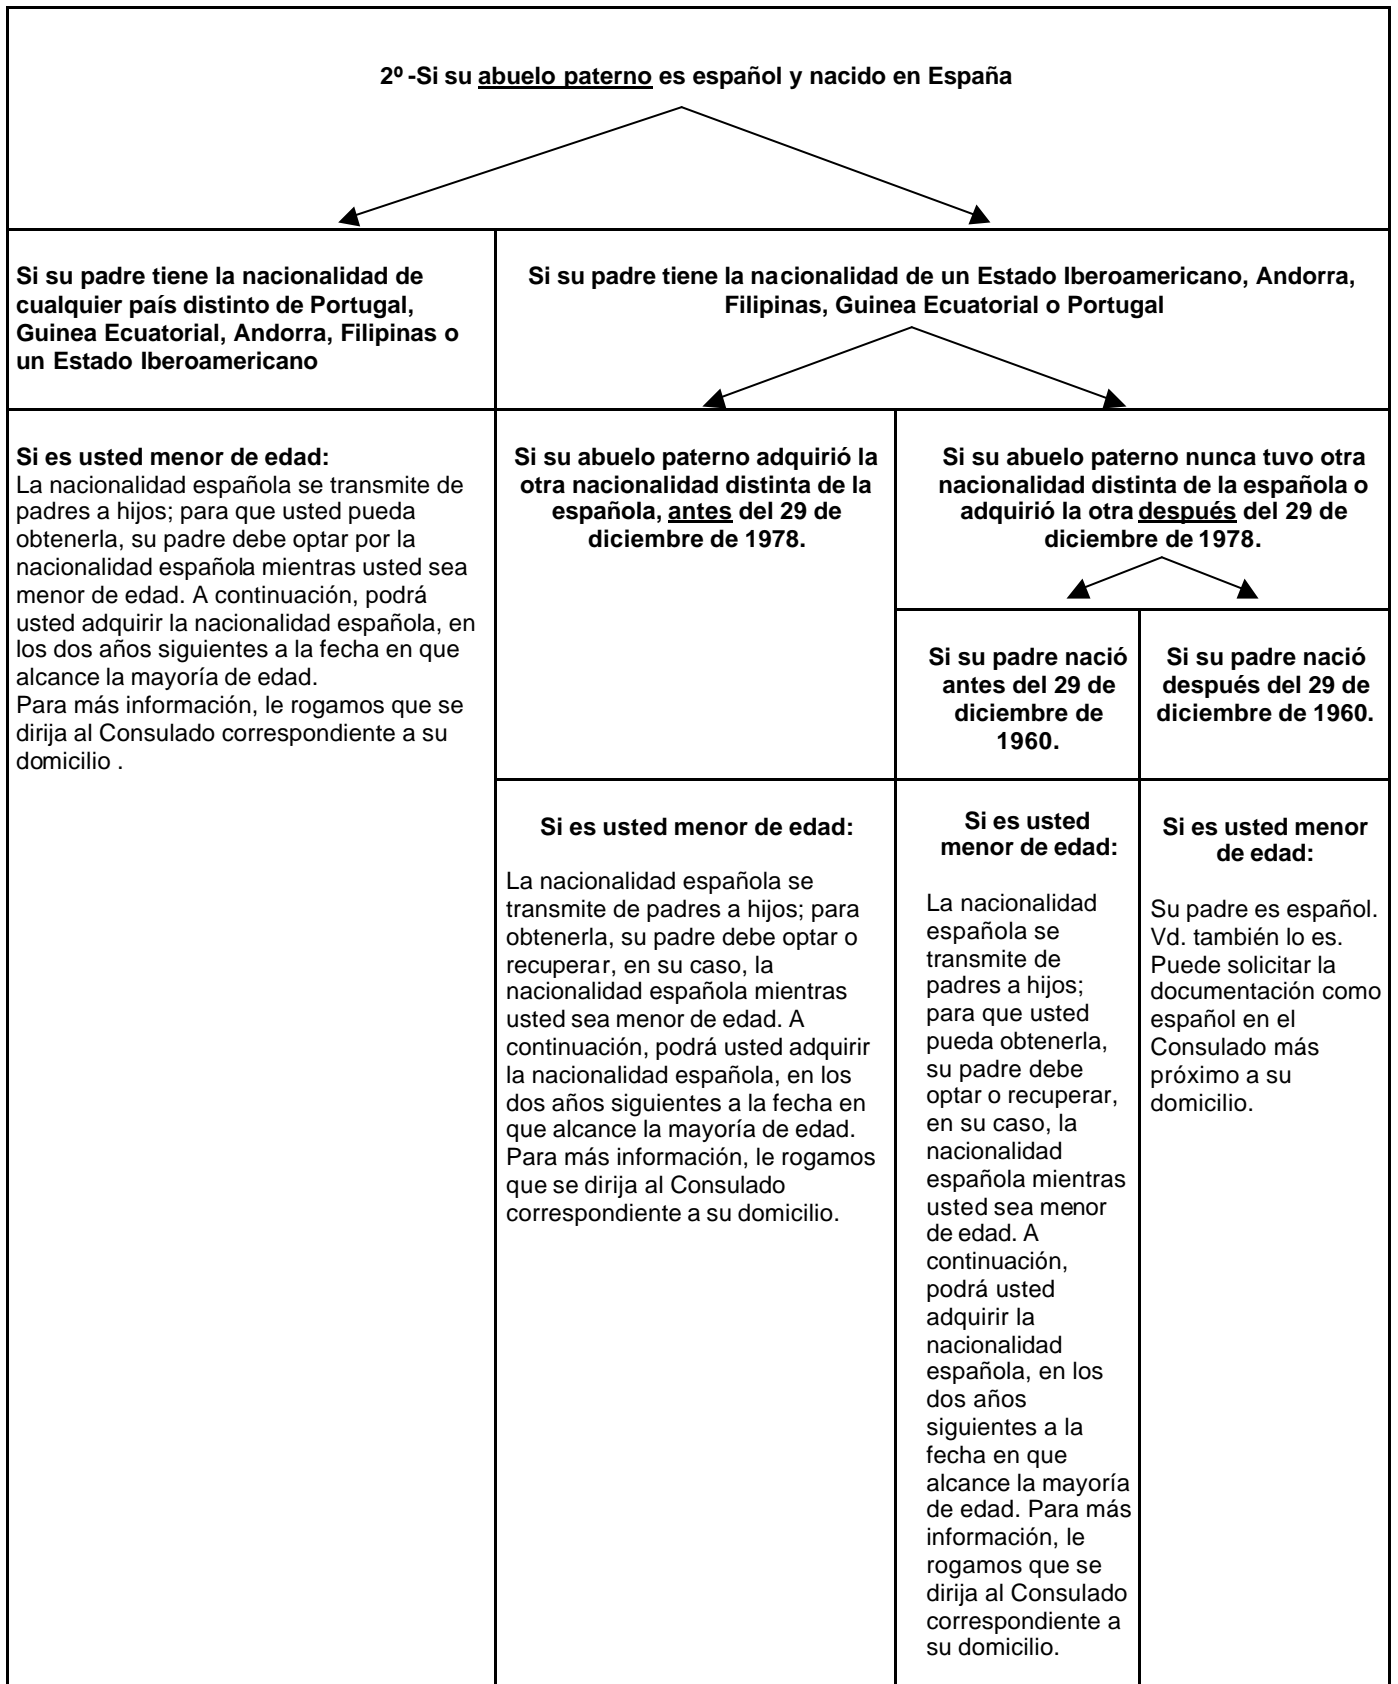 2º -Si su abuelo paterno es español y nacido en España
Si su padre tiene la nacionalidad de
cualquier país distinto de Portugal,
Guinea Ecuatorial, Andorra, Filipinas o
un Estado Iberoamericano
Si su padre tiene la nacionalidad de un Estado Iberoamericano, Andorra,
Filipinas, Guinea Ecuatorial o Portugal
Si es usted menor de edad:
La nacionalidad española se transmite de
padres a hijos; para que usted pueda
obtenerla, su padre debe optar por la
nacionalidad española mientras usted sea
menor de edad. A continuación, podrá
usted adquirir la nacionalidad española, en
los dos años siguientes a la fecha en que
alcance la mayoría de edad.
Para más información, le rogamos que se
dirija al Consulado correspondiente a su
domicilio .
Si su abuelo paterno adquirió la
otra nacionalidad distinta de la
española, antes del 29 de
diciembre de 1978.
Si su abuelo paterno nunca tuvo otra
nacionalidad distinta de la española o
adquirió la otra después del 29 de
diciembre de 1978.
Si su padre nació
antes del 29 de
diciembre de
1960.
Si su padre nació
después del 29 de
diciembre de 1960.
Si es usted menor de edad:
La nacionalidad española se
transmite de padres a hijos; para
obtenerla, su padre debe optar o
recuperar, en su caso, la
nacionalidad española mientras
usted sea menor de edad. A
continuación, podrá usted adquirir
la nacionalidad española, en los
dos años siguientes a la fecha en
que alcance la mayoría de edad.
Para más información, le rogamos
que se dirija al Consulado
correspondiente a su domicilio.
Si es usted
menor de edad:
La nacionalidad
española se
transmite de
padres a hijos;
para que usted
pueda obtenerla,
su padre debe
optar o recuperar,
en su caso, la
nacionalidad
española mientras
usted sea menor
de edad. A
continuación,
podrá usted
adquirir la
nacionalidad
española, en los
dos años
siguientes a la
fecha en que
alcance la mayoría
de edad. Para más
información, le
rogamos que se
dirija al Consulado
correspondiente a
su domicilio.
Si es usted menor
de edad:
Su padre es español.
Vd. también lo es.
Puede solicitar la
documentación como
español en el
Consulado más
próximo a su
domicilio.